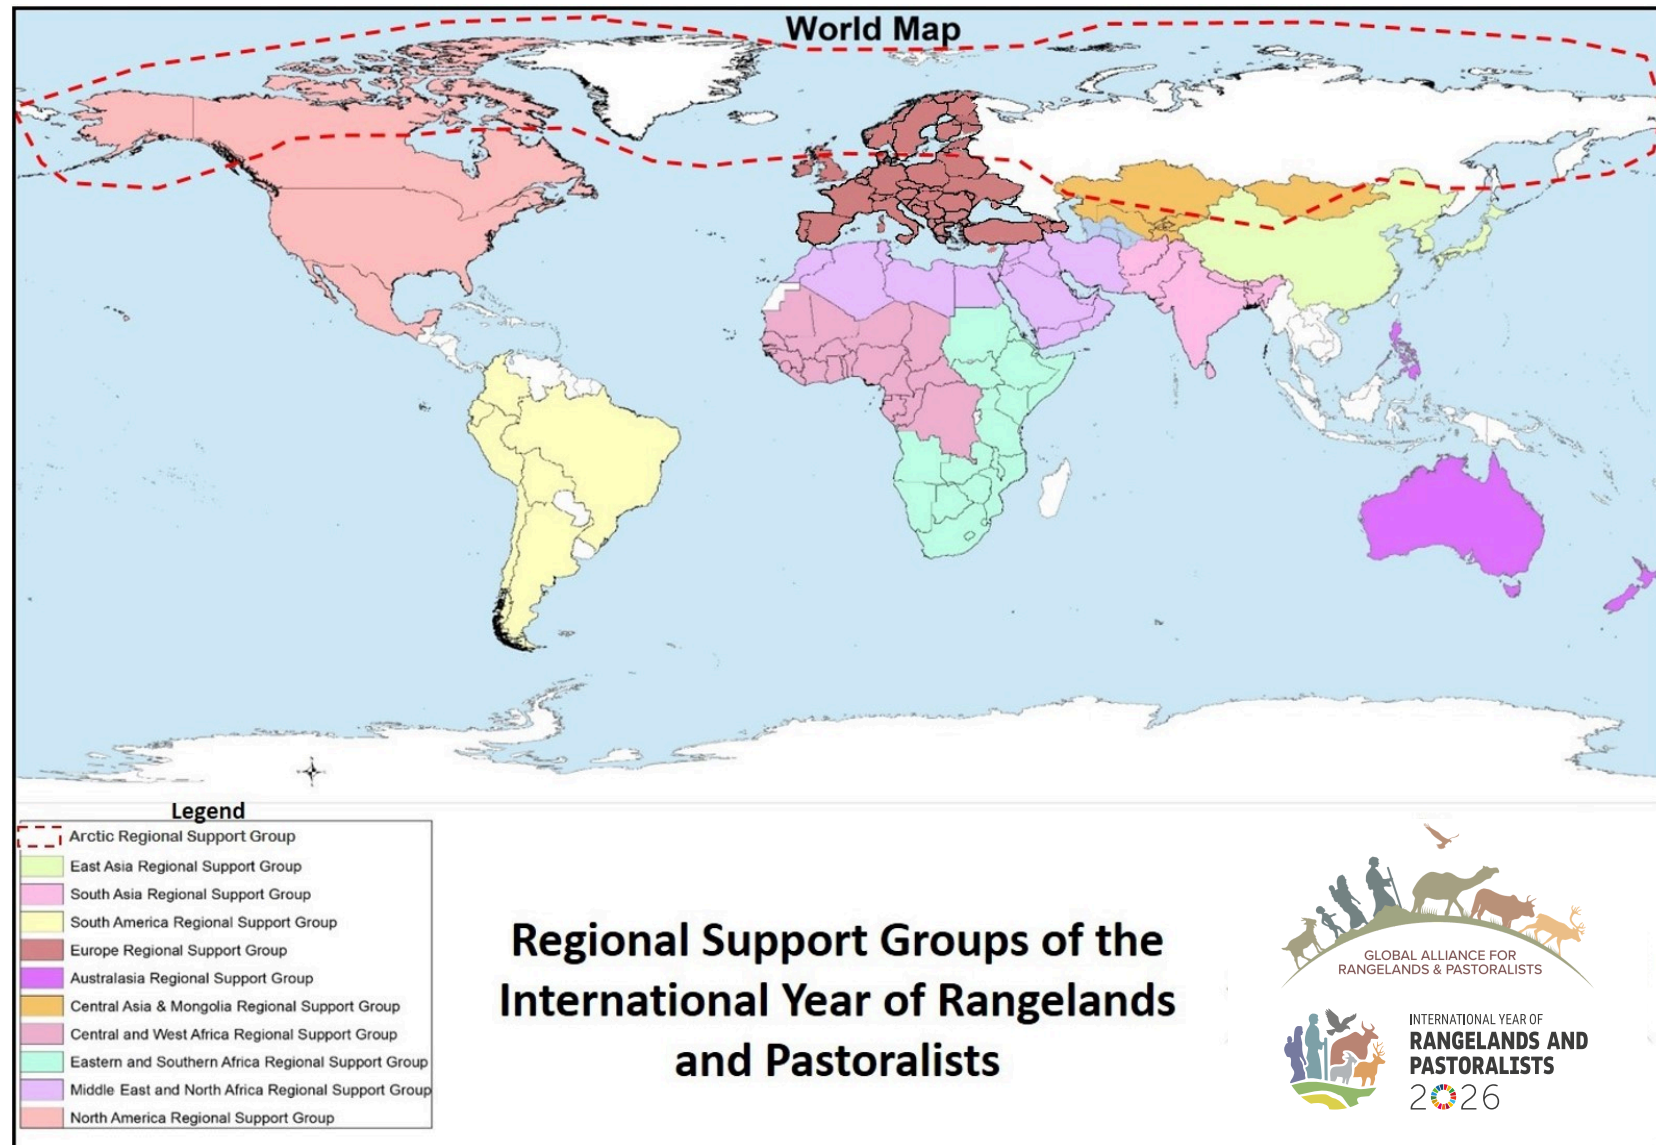 World Map
Legend
Arctic Regional Support Group
East Asia Regional Support Group
South Asia Regional Support Group
South America Regional Support Group
Europe Regional Support Group
Australasia Regional Support Group
Central Asia & Mongolia Regional Support Group
Central and West Africa Regional Support Group
Eastern and Southern Africa Regional Support Group
Middle East and North Africa Regional Support Group
North America Regional Support Group
Regional Support Groups of the
International Year of Rangelands
and Pastoralists
GLOBAL ALLIANCE FOR
RANGELANDS & PASTORALISTS
INTERNATIONAL YEAR OF
RANGELANDS AND
PASTORALISTS
2026